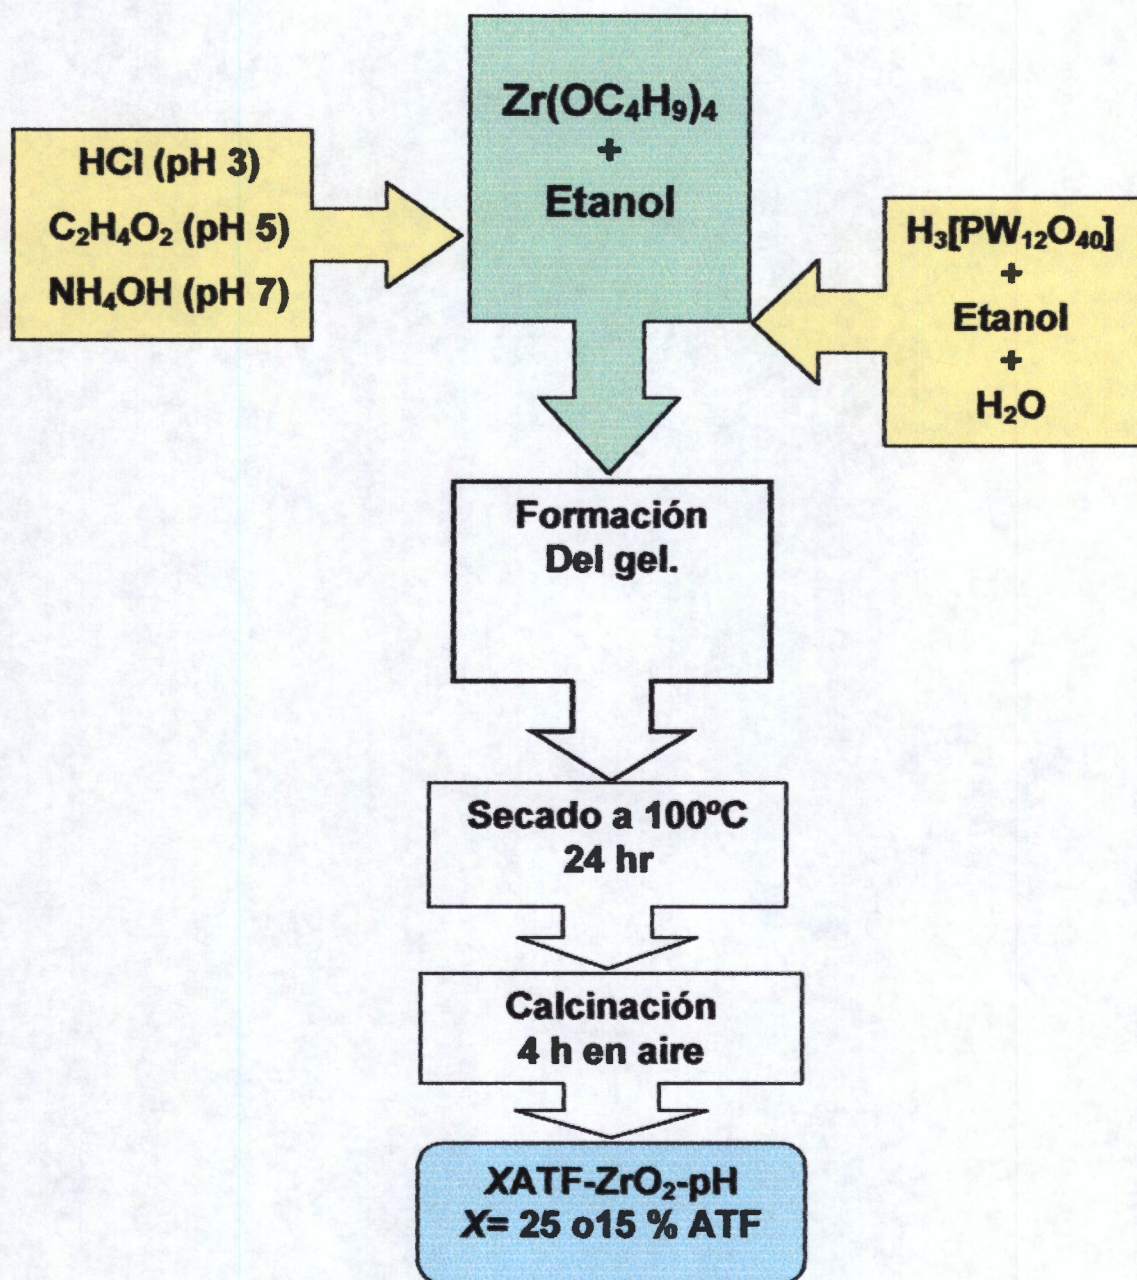 Zr(OC₄H₉)₄
+
Etanol
HCl (pH 3)
C₂H₄O₂ (pH 5)
NH₄OH (pH 7)
H₃[PW₁₂O₄₀]
+
Etanol
+
H₂O
Formación
Del gel.
Secado a 100ºC
24 hr
Calcinación
4 h en aire
XATF-ZrO₂-pH
X= 25 o15 % ATF